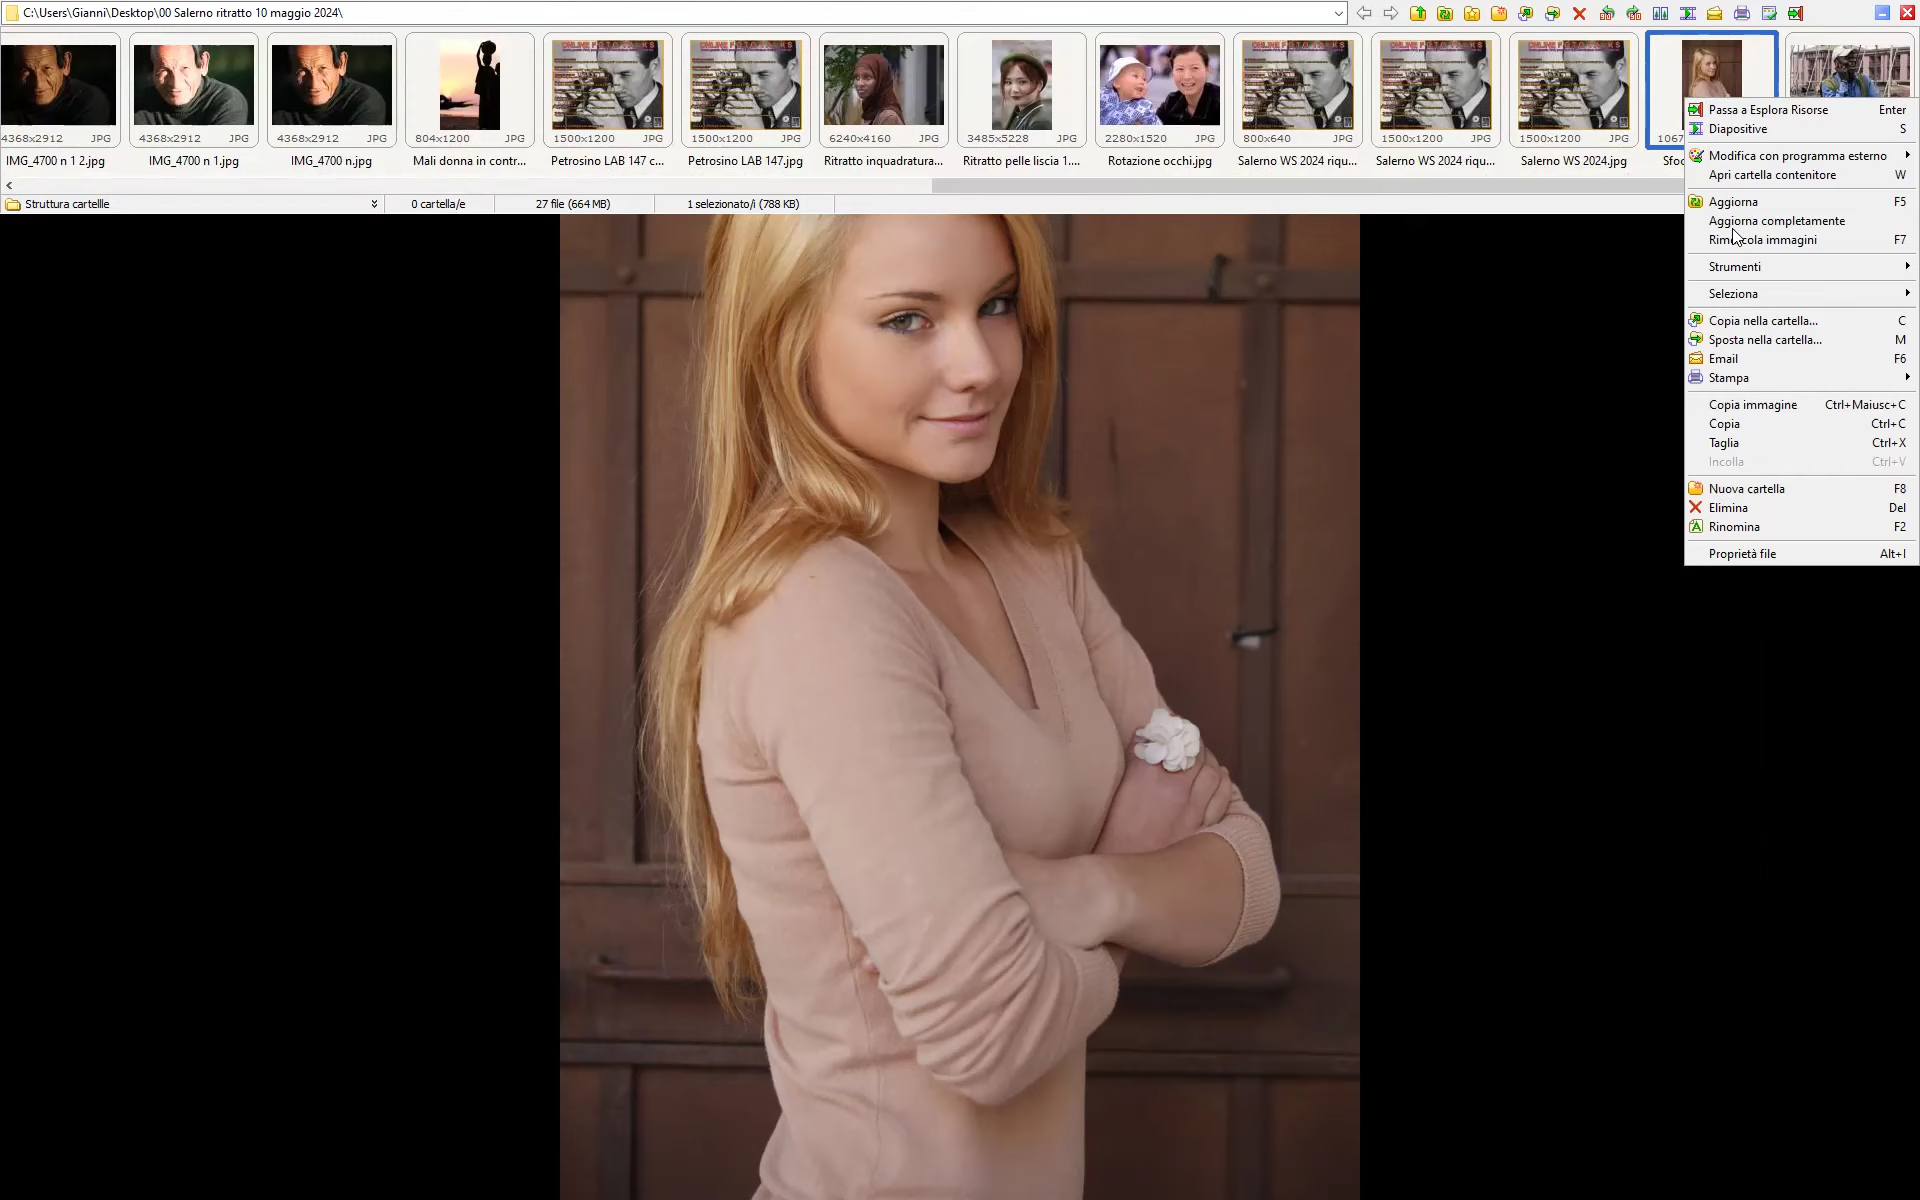 C:\Users\Gianni\Desktop\00 Salerno ritratto 10 maggio 2024\
4368x2912 JPG
4368x2912 JPG
4368x2912 JPG
804x1200 JPG
1500x1200 JPG
1500x1200 JPG
6240x4160 JPG
3485x5228 JPG
2280x1520 JPG
800x640 JPG
1500x1200 JPG
1500x1200 JPG
1067
IMG_4700 n 1 2.jpg
IMG_4700 n 1.jpg
IMG_4700 n.jpg
Mali donna in contr...
Petrosino LAB 147 c...
Petrosino LAB 147.jpg
Ritratto inquadratura...
Ritratto pelle liscia 1....
Rotazione occhi.jpg
Salerno WS 2024 riqu...
Salerno WS 2024 riqu...
Salerno WS 2024.jpg
Sfoc
Struttura cartellle
0 cartella/e
27 file (664 MB)
1 selezionato/i (788 KB)
Passa a Esplora Risorse Enter
Diapositive S
Modifica con programma esterno
Apri cartella contenitore W
Aggiorna F5
Aggiorna completamente
immagini F7
Strumenti
Seleziona
Copia nella cartella... C
Sposta nella cartella... M
Email F6
Stampa
Copia immagine Ctrl+Maiusc+C
Copia Ctrl+C
Taglia Ctrl+X
Incolla Ctrl+V
Nuova cartella F8
Elimina Del
Rinomina F2
Proprietà file Alt+I